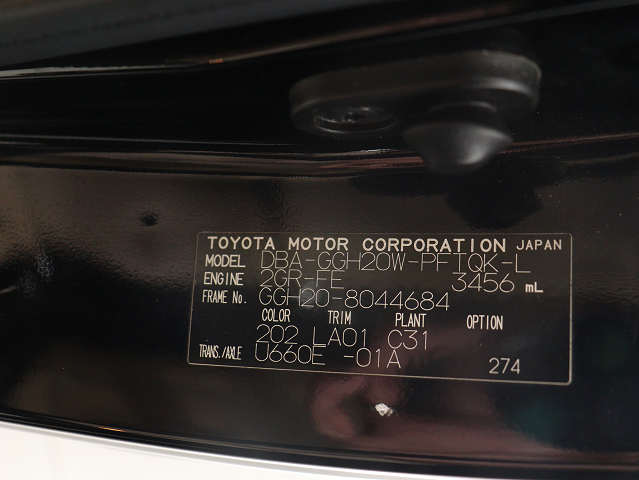 TOYOTA MOTOR CORPORATION JAPAN
MODEL DBA-GGH20W-PFTQK-L
ENGINE 2GR-FE 3456 mL
FRAME No. GGH20-8044684
COLOR TRIM PLANT OPTION
202 LA01 C31
TRANS./AXLE U660E -01A
274